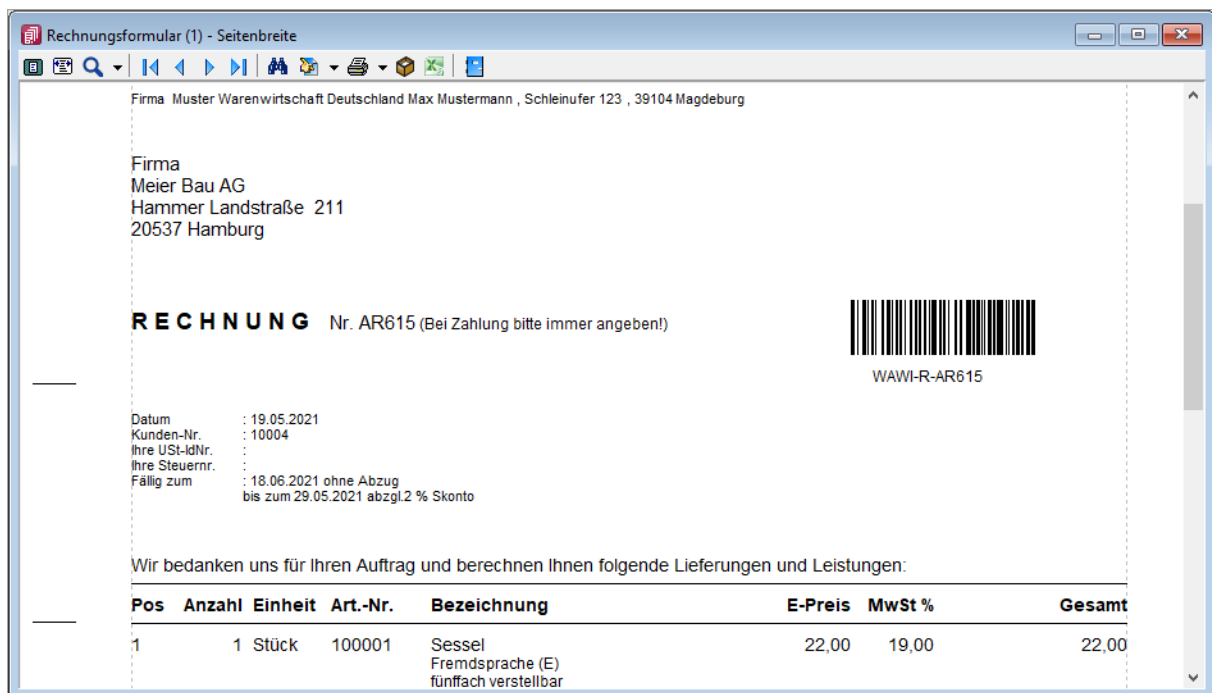 Rechnungsformular (1) - Seitenbreite
Firma Muster Warenwirtschaft Deutschland Max Mustermann , Schleinufer 123 , 39104 Magdeburg
Firma
Meier Bau AG
Hammer Landstraße 211
20537 Hamburg
RECHNUNG Nr. AR615 (Bei Zahlung bitte immer angeben!)
WAWI-R-AR615
Datum : 19.05.2021
Kunden-Nr. : 10004
Ihre USt-IdNr. :
Ihre Steuernr. :
Fällig zum : 18.06.2021 ohne Abzug
bis zum 29.05.2021 abzgl.2 % Skonto
Wir bedanken uns für Ihren Auftrag und berechnen Ihnen folgende Lieferungen und Leistungen:
Pos Anzahl Einheit Art.-Nr. Bezeichnung E-Preis MwSt % Gesamt
1 1 Stück 100001 Sessel 22,00 19,00 22,00
Fremdsprache (E)
fünffach verstellbar